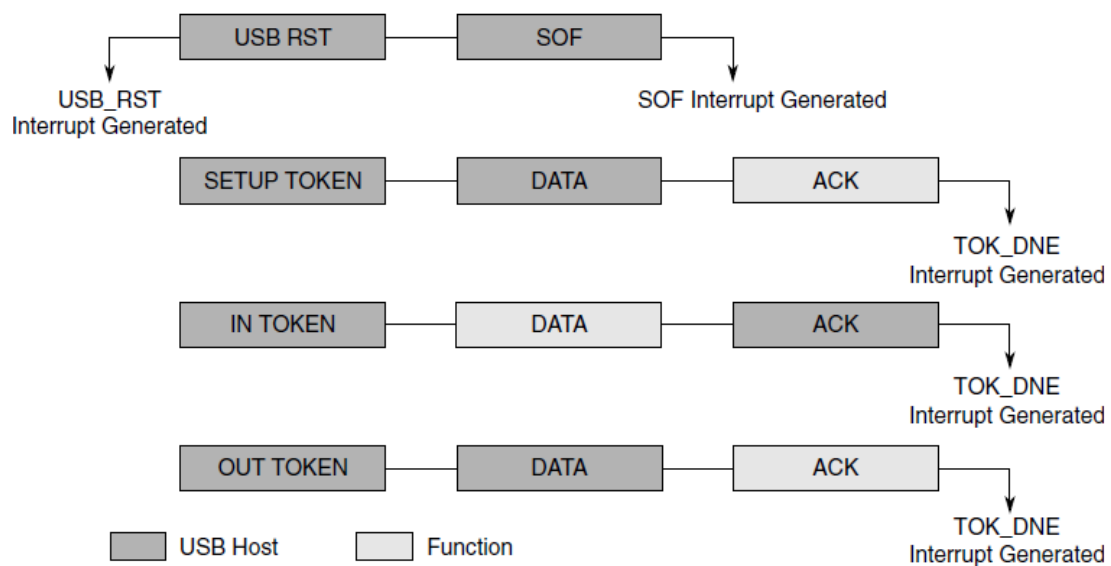 USB RST
SOF
USB_RST
Interrupt Generated
SOF Interrupt Generated
SETUP TOKEN
DATA
ACK
TOK_DNE
Interrupt Generated
IN TOKEN
DATA
ACK
TOK_DNE
Interrupt Generated
OUT TOKEN
DATA
ACK
TOK_DNE
Interrupt Generated
USB Host
Function